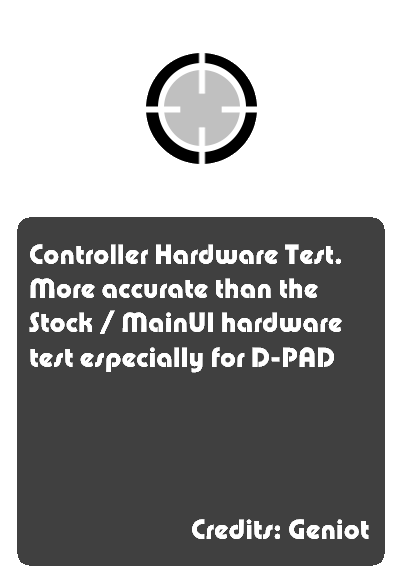 Controller Hardware Test.
More accurate than the
Stock / MainUI hardware
test especially for D-PAD
Credits: Geniot